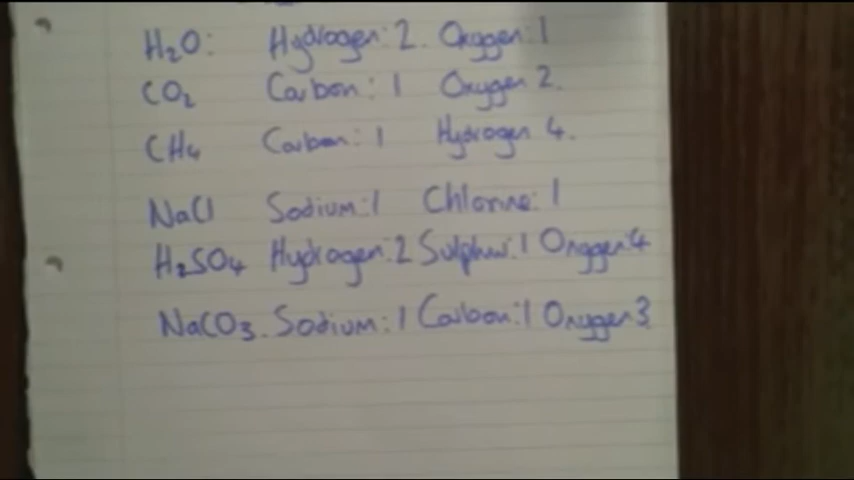 H₂O: Hydrogen: 2. Oxygen: 1
CO₂ Carbon: 1 Oxygen 2.
CH₄ Carbon: 1 Hydrogen 4.
NaCl Sodium: 1 Chlorine: 1
H₂SO₄ Hydrogen: 2 Sulphur: 1 Oxygen: 4
NaCO₃. Sodium: 1 Carbon: 1 Oxygen 3